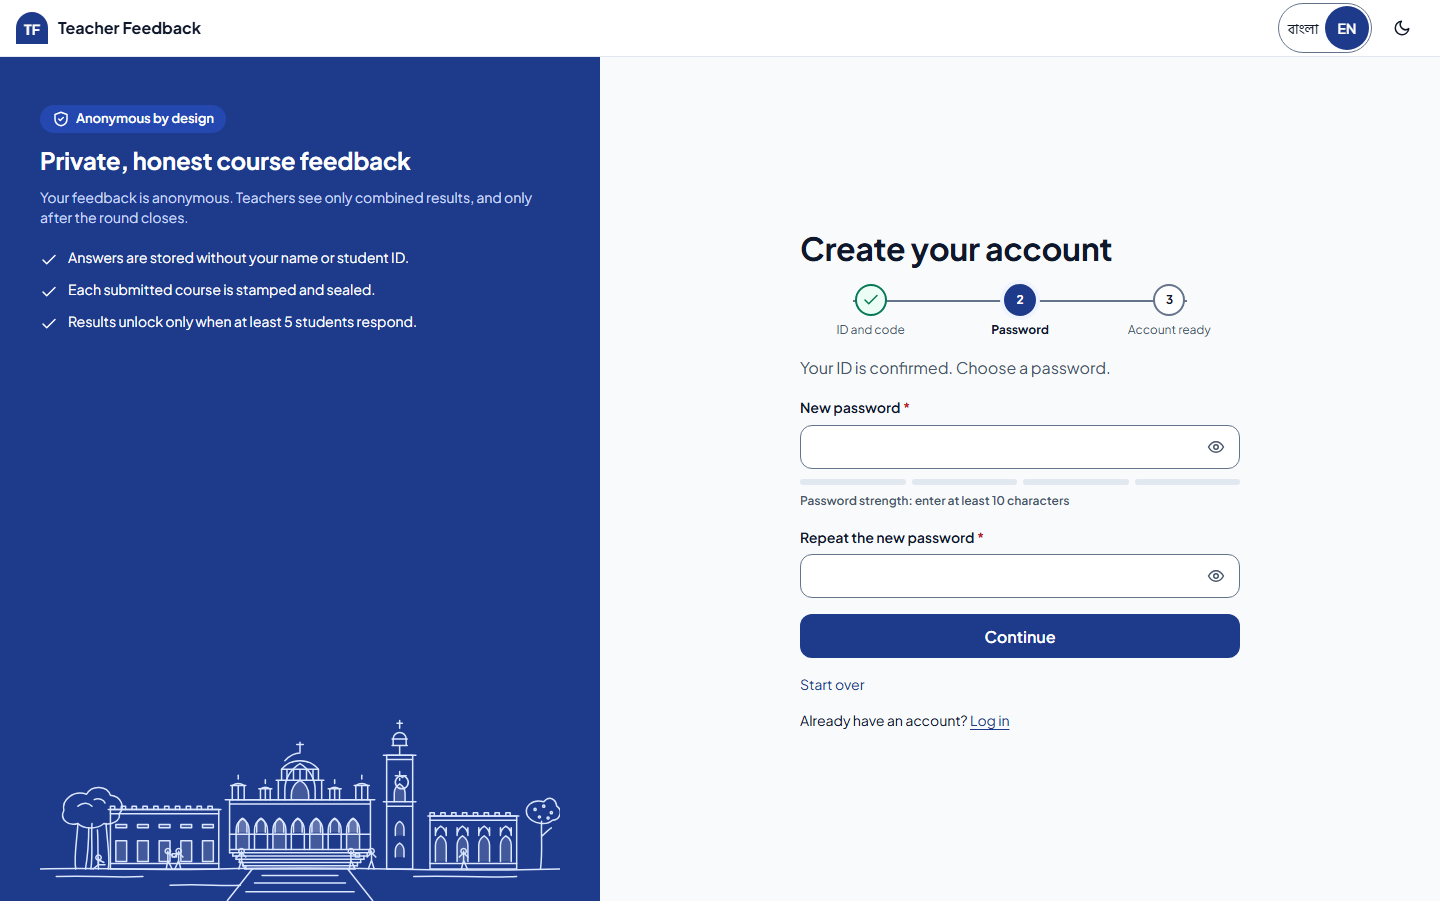 TF Teacher Feedback
বাংলা EN
Anonymous by design
Private, honest course feedback
Your feedback is anonymous. Teachers see only combined results, and only
after the round closes.
Answers are stored without your name or student ID.
Each submitted course is stamped and sealed.
Results unlock only when at least 5 students respond.
Create your account
2 3
ID and code Password Account ready
Your ID is confirmed. Choose a password.
New password *
Password strength: enter at least 10 characters
Repeat the new password *
Continue
Start over
Already have an account? Log in